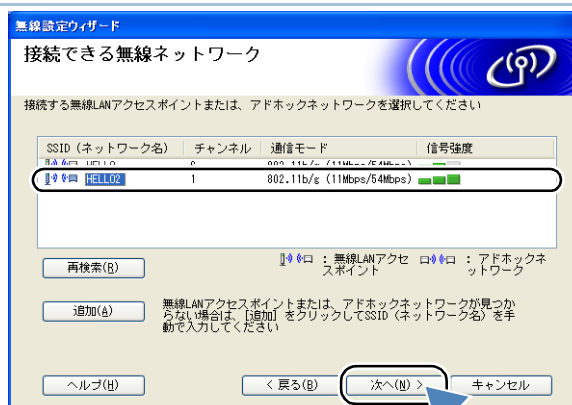 無線設定ウィザード
接続できる無線ネットワーク
接続する無線LANアクセスポイントまたは、アドホックネットワークを選択してください
SSID (ネットワーク名) チャンネル 通信モード 信号強度
HELLO 6 802.11b/g (11Mbps/54Mbps)
HELLO2 1 802.11b/g (11Mbps/54Mbps)
再検索(R)
:無線LANアクセスポイント :アドホックネットワーク
追加(A)
無線LANアクセスポイントまたは、アドホックネットワークが見つか
らない場合は、[追加] をクリックしてSSID (ネットワーク名) を手
動で入力してください
ヘルプ(H) < 戻る(B) 次へ(N) > キャンセル